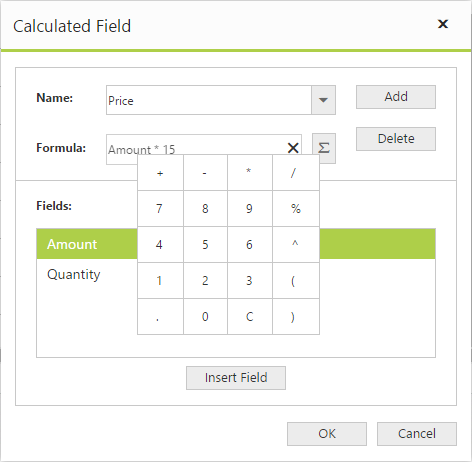 Calculated Field
Name: Price Add
Formula: Amount * 15 Σ Delete
+ - * /
Fields: 7 8 9 %
Amount 4 5 6 ^
Quantity 1 2 3 (
. 0 C )
Insert Field
OK Cancel